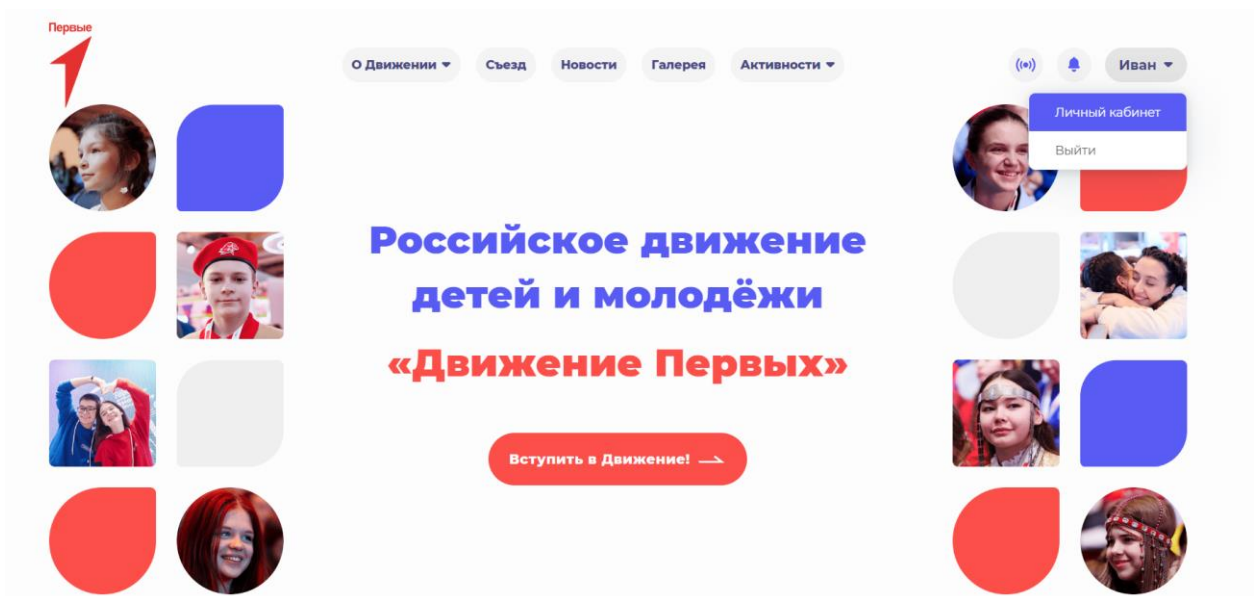 Первые
О Движении
Съезд
Новости
Галерея
Активности
Иван
Личный кабинет
Выйти
Российское движение
детей и молодёжи
«Движение Первых»
Вступить в Движение!